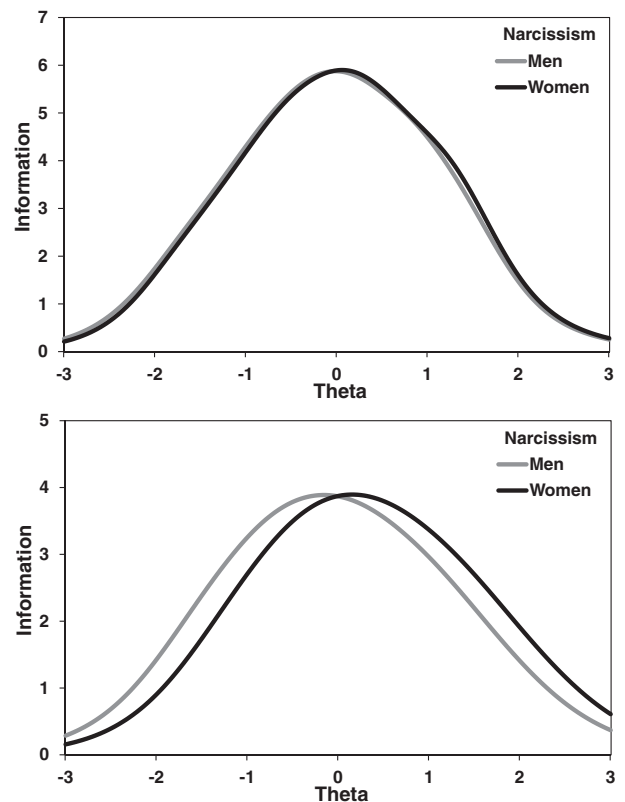 7
6
5
4
3
2
1
0
Information
Narcissism
Men
Women
-3 -2 -1 0 1 2 3
Theta
5
4
3
2
1
0
Information
Narcissism
Men
Women
-3 -2 -1 0 1 2 3
Theta